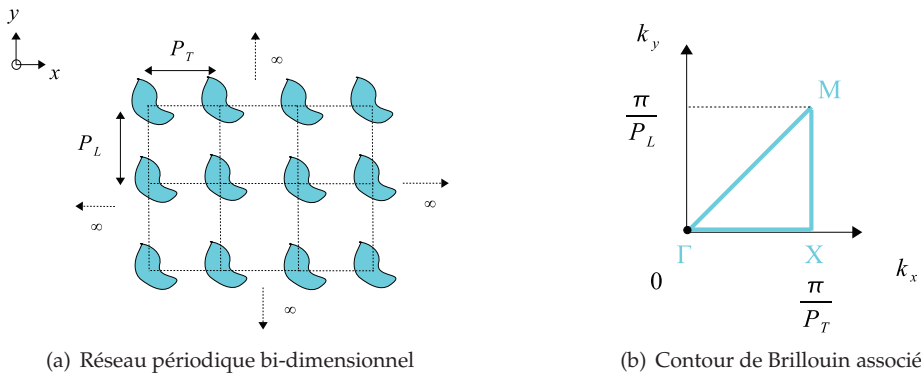 y
x
P_T
∞
P_L
∞
∞
∞
(a) Réseau périodique bi-dimensionnel
k_y
π/P_L
M
Γ
X
0
π/P_T
k_x
(b) Contour de Brillouin associé